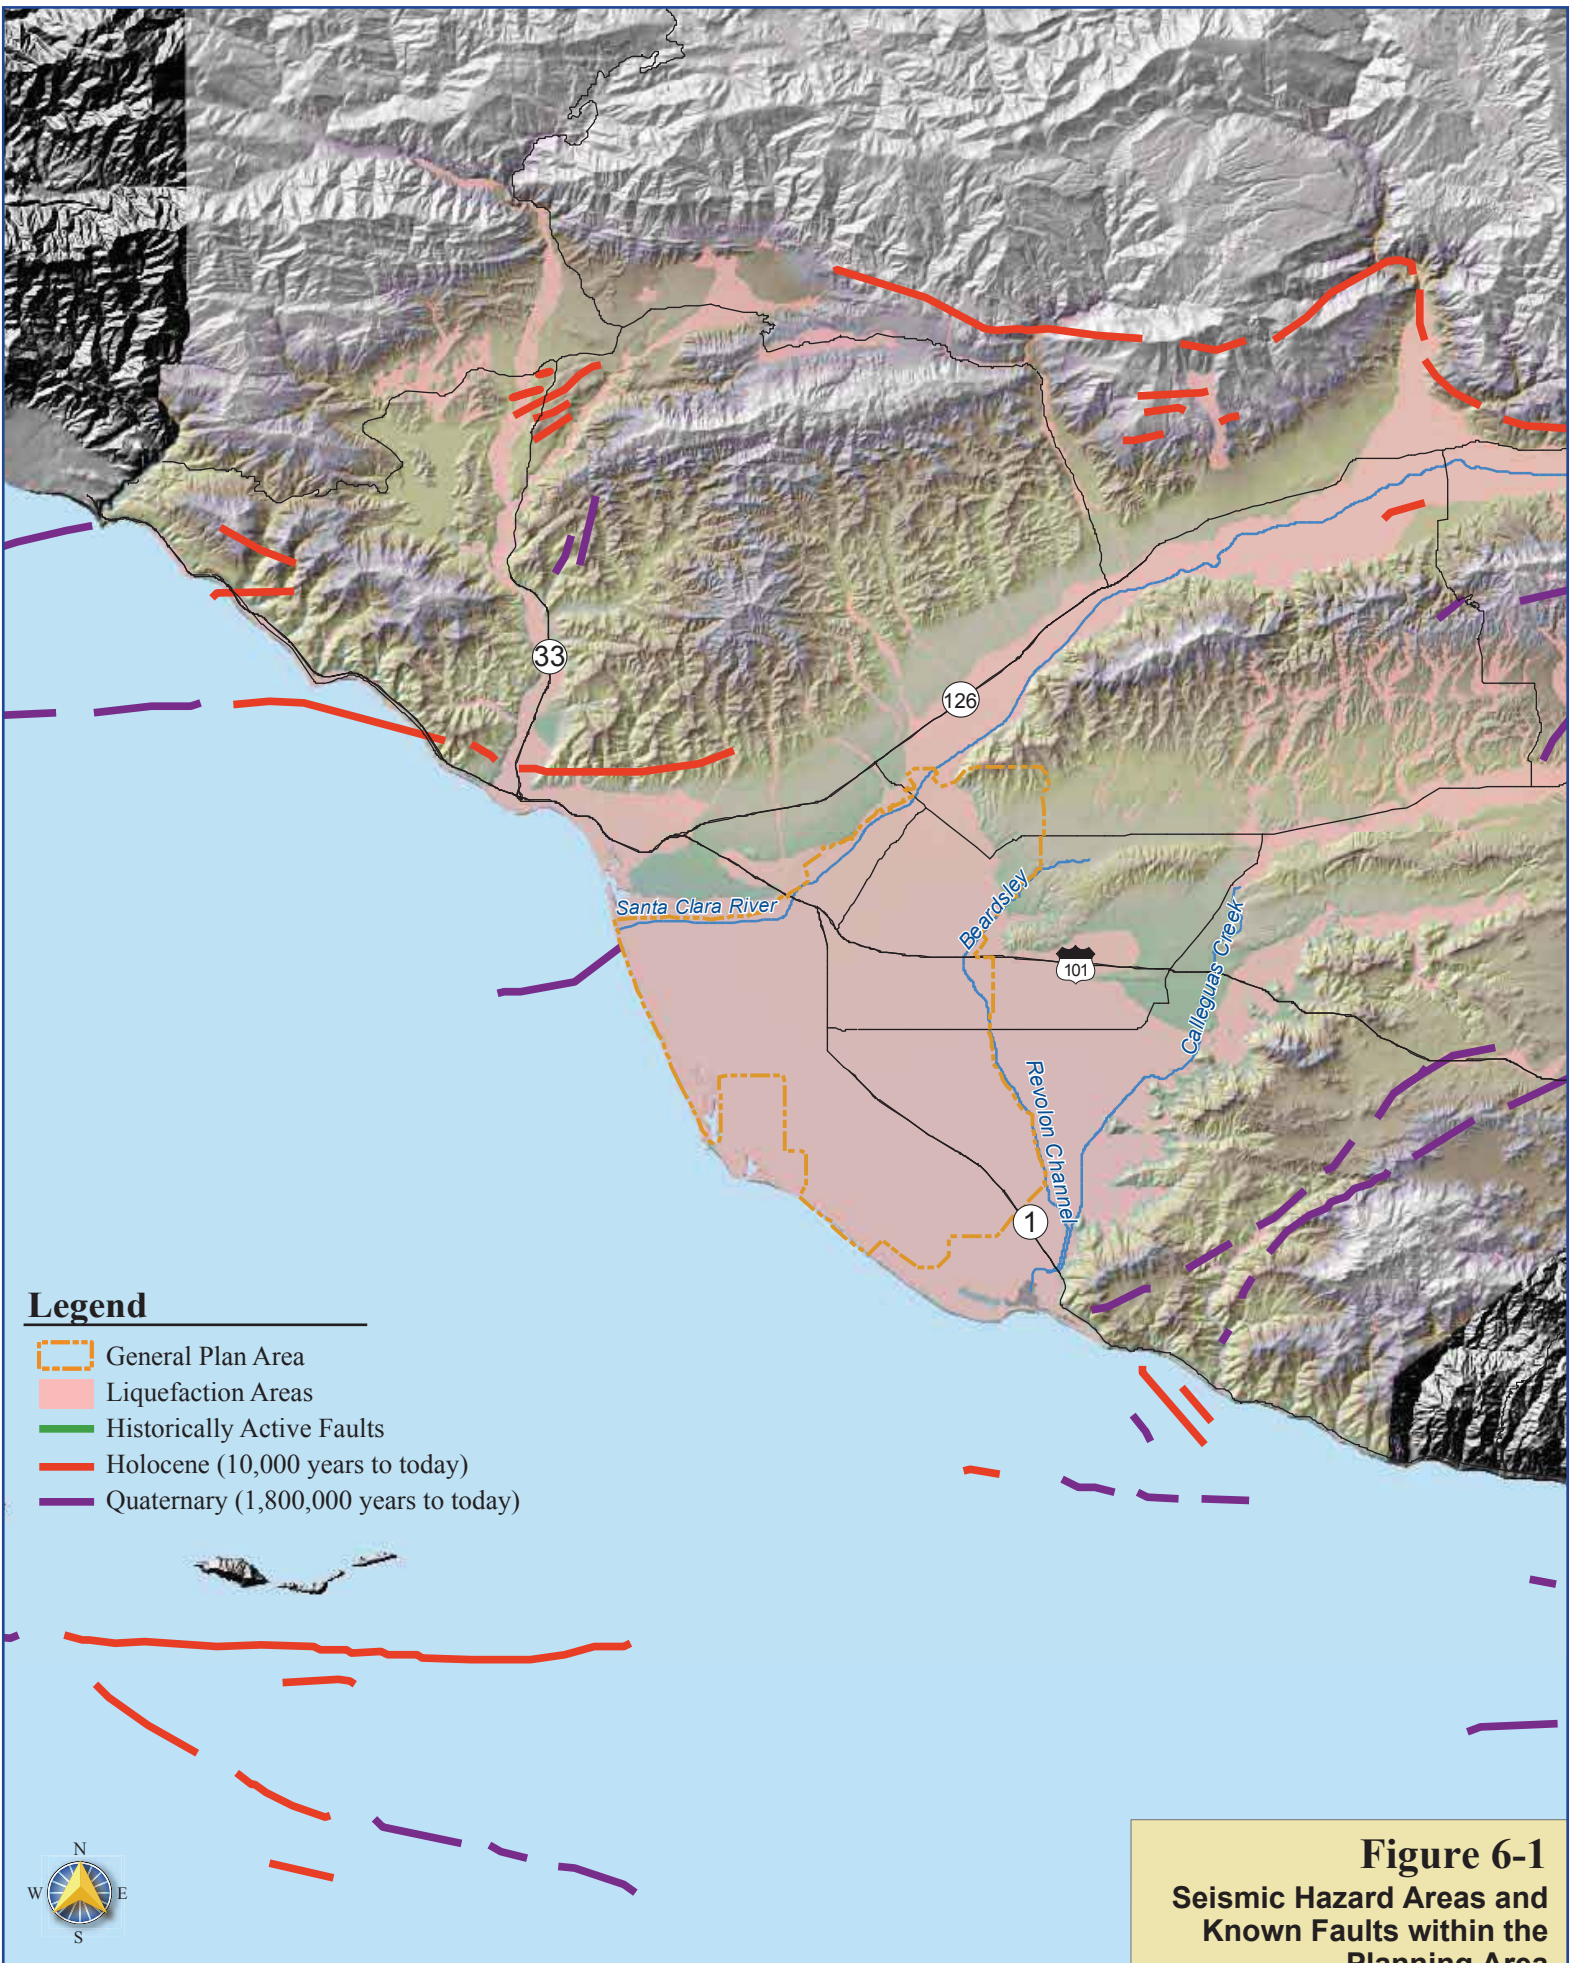 33
126
Santa Clara River
Beardsley
101
Calleguas Creek
Revolon Channel
1
Legend
General Plan Area
Liquefaction Areas
Historically Active Faults
Holocene (10,000 years to today)
Quaternary (1,800,000 years to today)
N
W E
S
Figure 6-1
Seismic Hazard Areas and
Known Faults within the
Planning Area